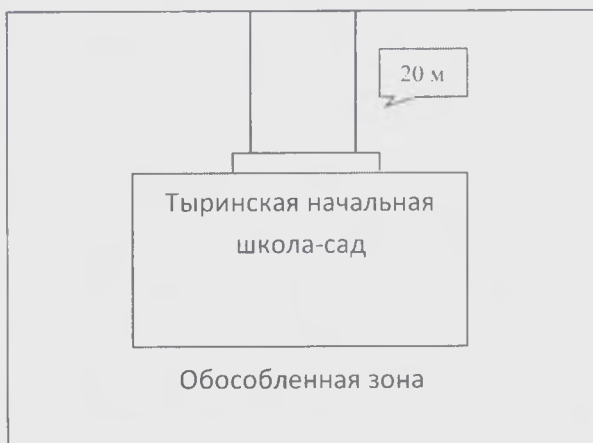 20 м
Тыринская начальная
школа-сад
Обособленная зона